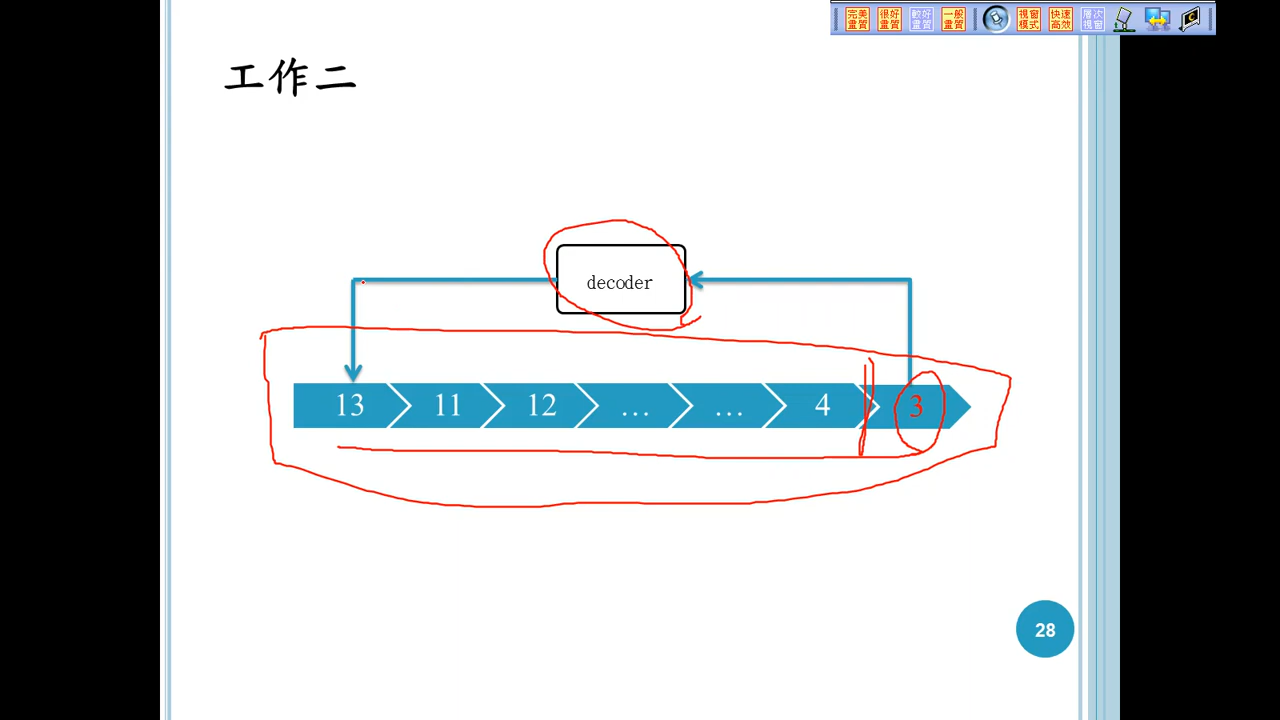 完美 很好 較好 一般 視窗 快速 層次
畫質 畫質 畫質 畫質 模式 高效 視窗
工作二
decoder
13 11 12 … … 4 3
28